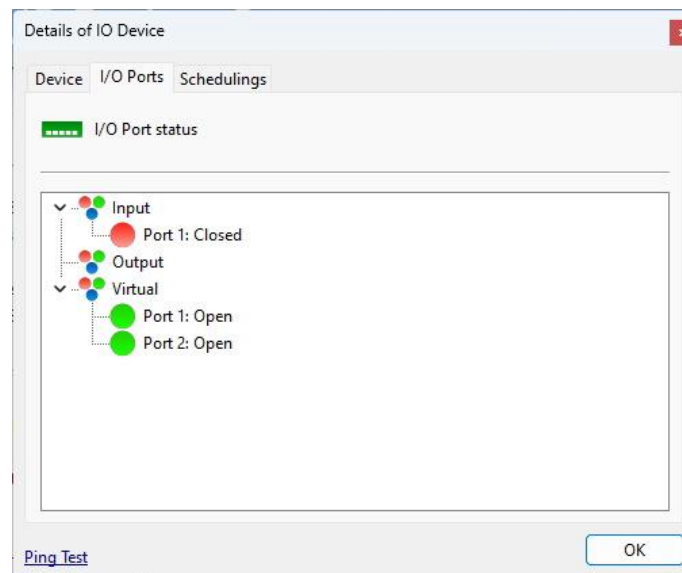 Details of IO Device
Device I/O Ports Schedulings
I/O Port status
Input
Port 1: Closed
Output
Virtual
Port 1: Open
Port 2: Open
Ping Test
OK